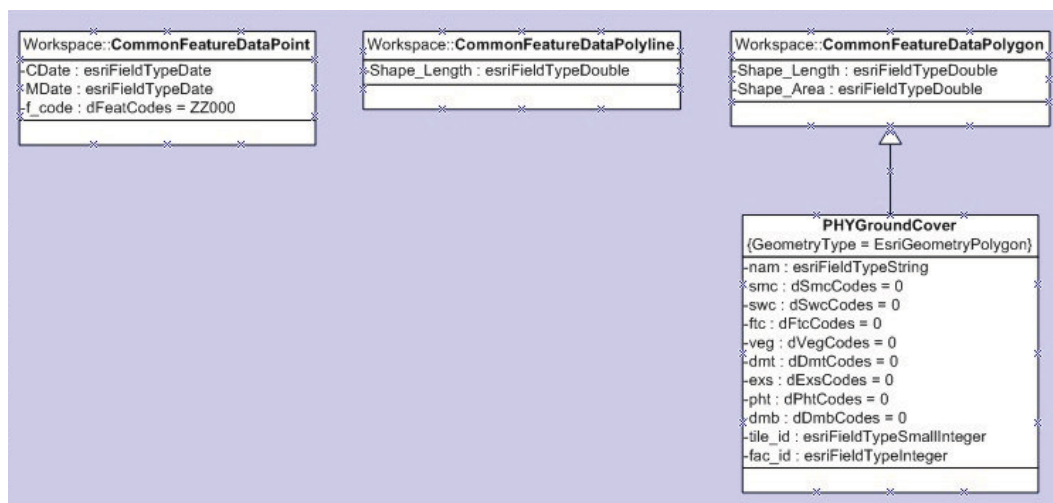 Workspace::CommonFeatureDataPoint
-CDate : esriFieldTypeDate
-MDate : esriFieldTypeDate
-f_code : dFeatCodes = ZZ000
Workspace::CommonFeatureDataPolyline
-Shape_Length : esriFieldTypeDouble
Workspace::CommonFeatureDataPolygon
-Shape_Length : esriFieldTypeDouble
-Shape_Area : esriFieldTypeDouble
PHYGroundCover
{GeometryType = EsriGeometryPolygon}
-nam : esriFieldTypeString
-smc : dSmcCodes = 0
-swc : dSwcCodes = 0
-ftc : dFtcCodes = 0
-veg : dVegCodes = 0
-dmt : dDmtCodes = 0
-exs : dExsCodes = 0
-pht : dPhtCodes = 0
-dmb : dDmbCodes = 0
-tile_id : esriFieldTypeSmallInteger
-fac_id : esriFieldTypeInteger